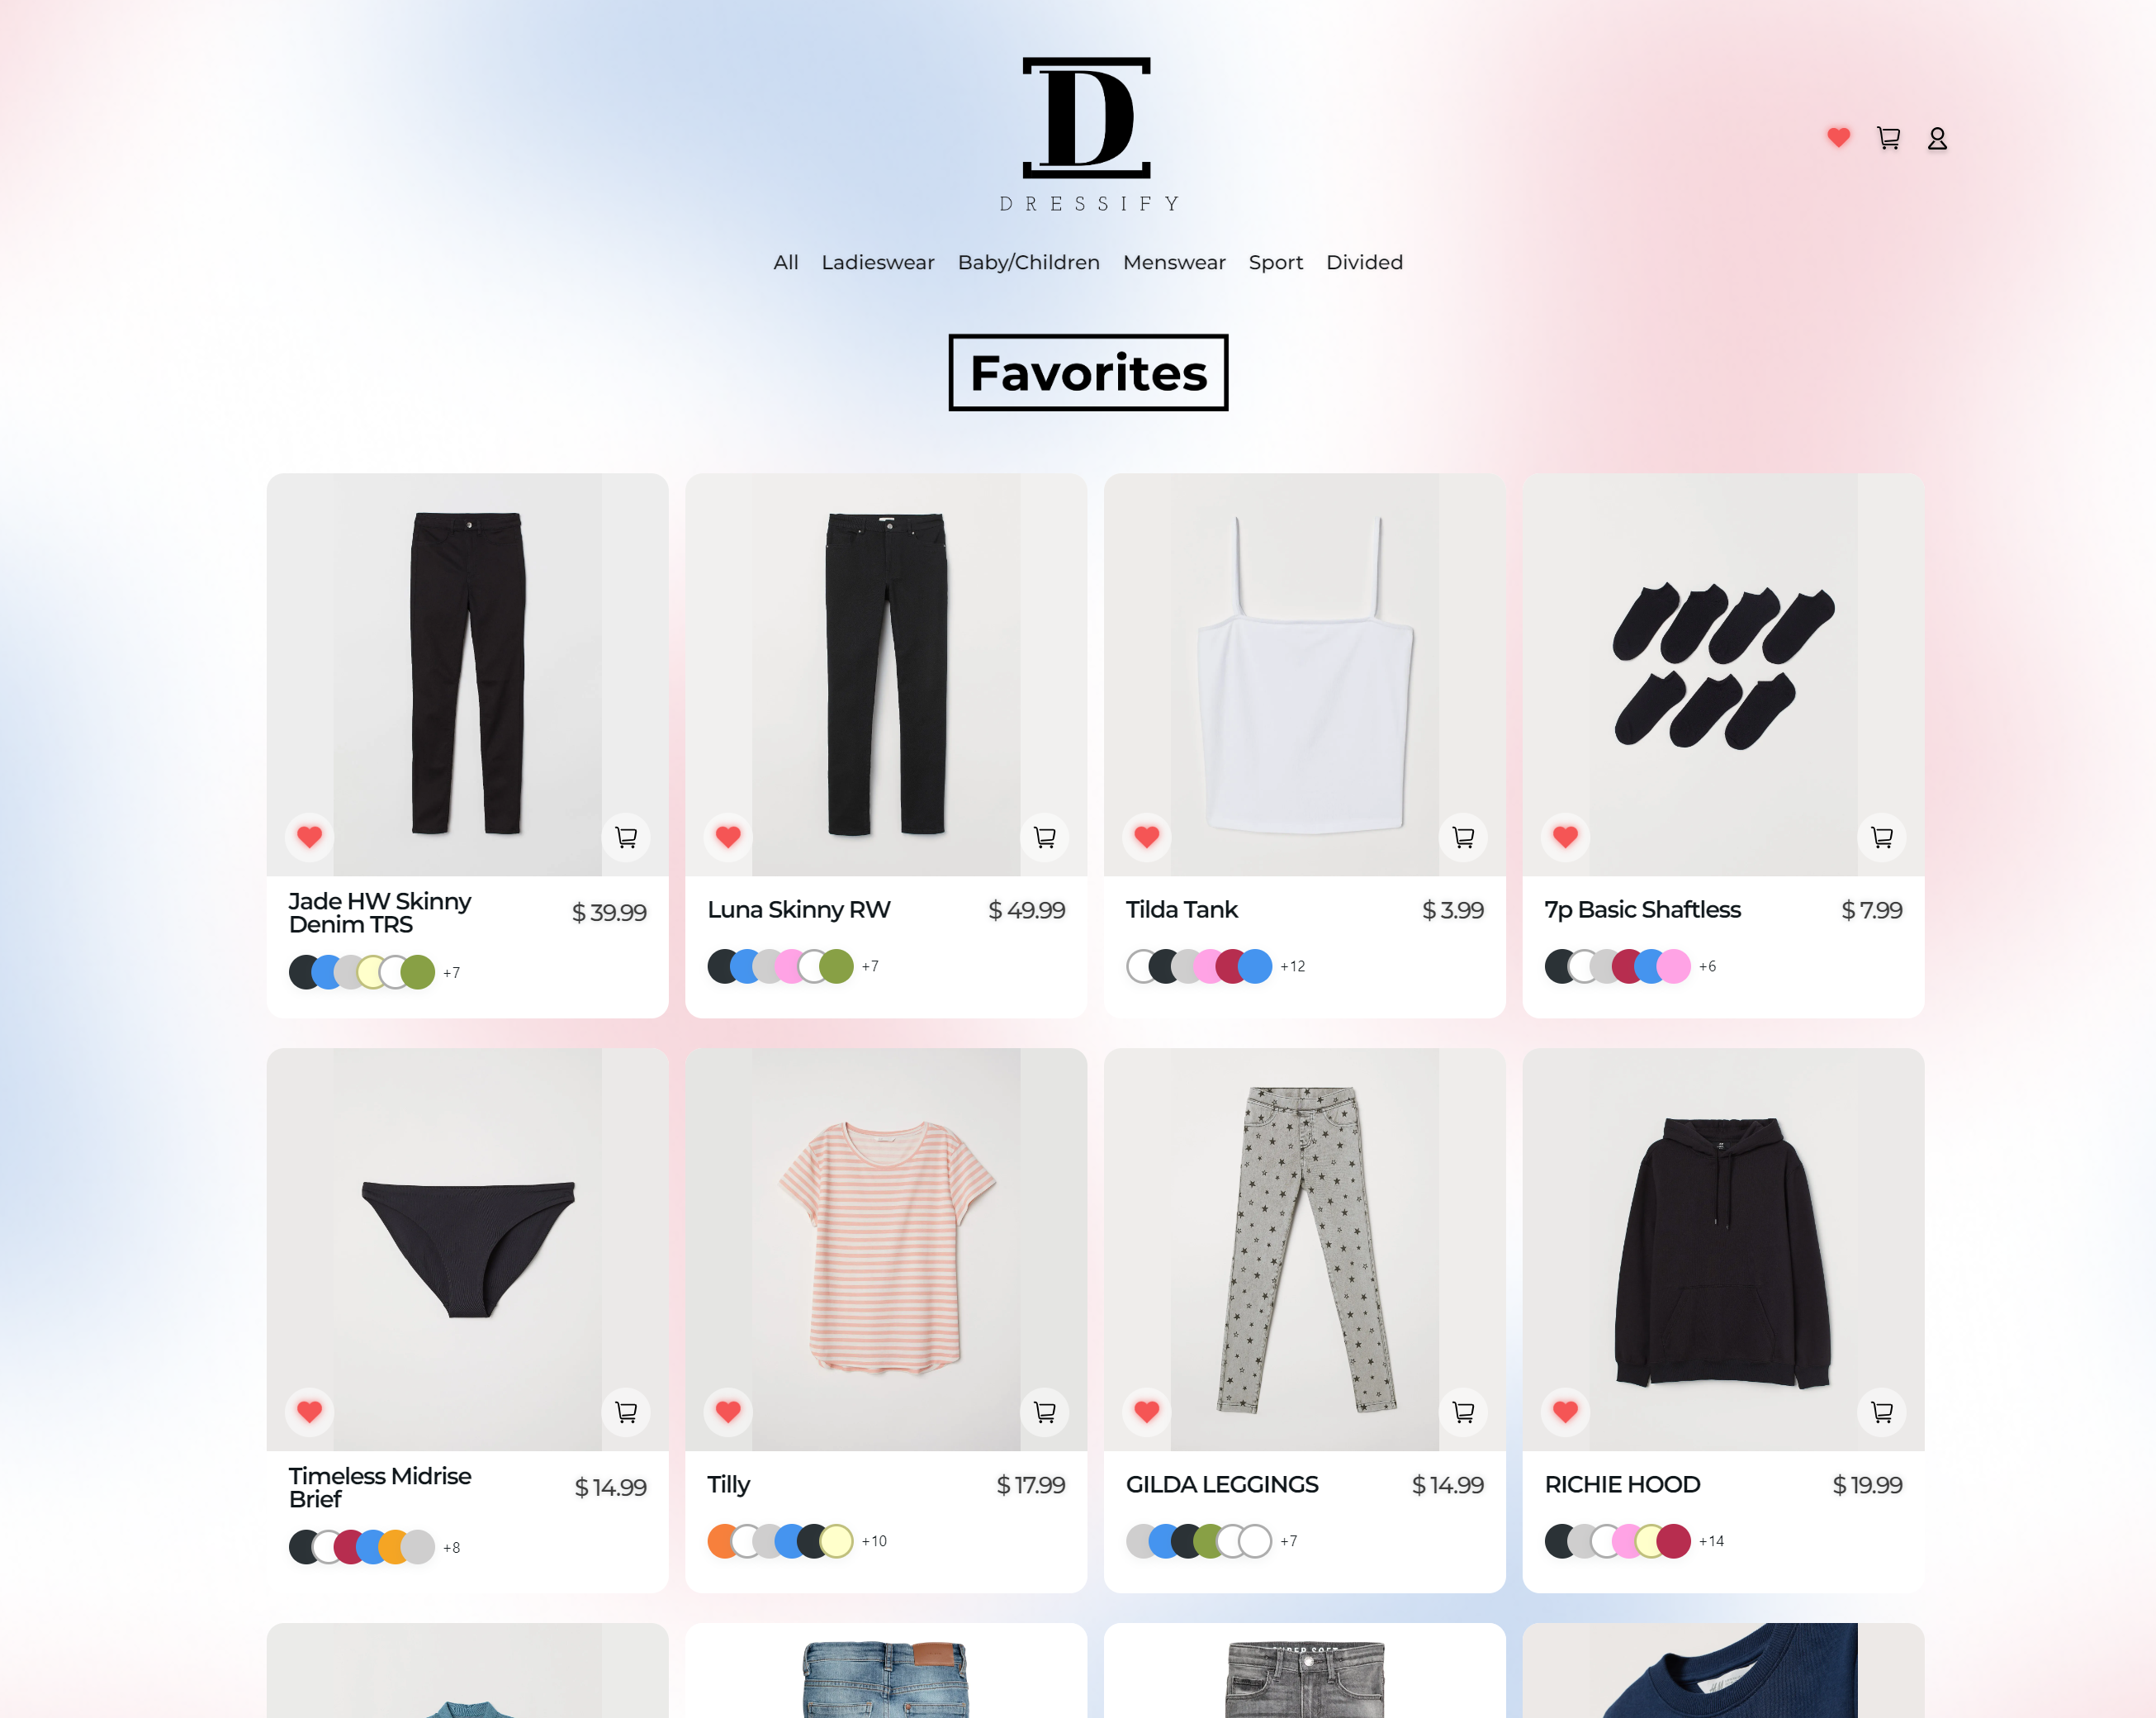 D
DRESSIFY
All Ladieswear Baby/Children Menswear Sport Divided
Favorites
Jade HW Skinny
Denim TRS
$ 39.99
+7
Luna Skinny RW
$ 49.99
+7
Tilda Tank
$ 3.99
+12
7p Basic Shaftless
$ 7.99
+6
Timeless Midrise
Brief
$ 14.99
+8
Tilly
$ 17.99
+10
GILDA LEGGINGS
$ 14.99
+7
RICHIE HOOD
$ 19.99
+14